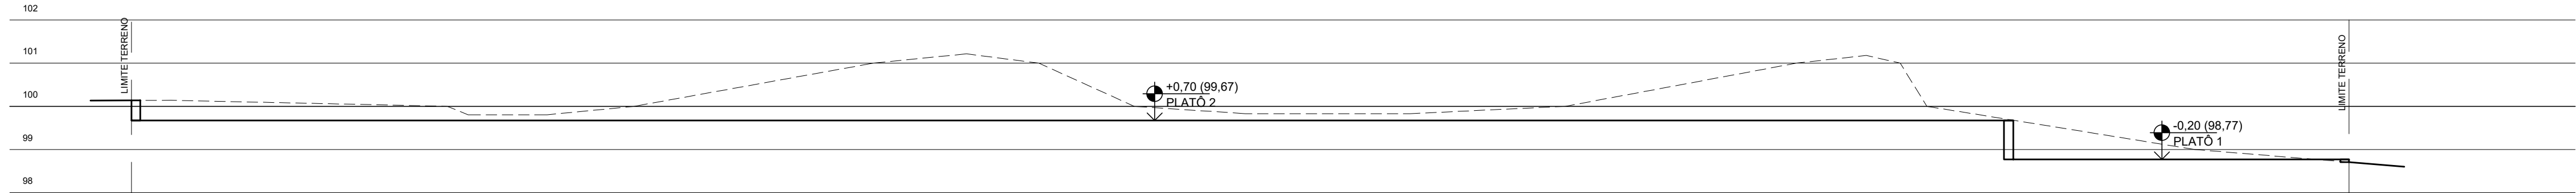 102
LIMITE TERRENO
LIMITE TERRENO
101
100
+0,70 (99,67)
PLATÔ 2
99
-0,20 (98,77)
PLATÔ 1
98